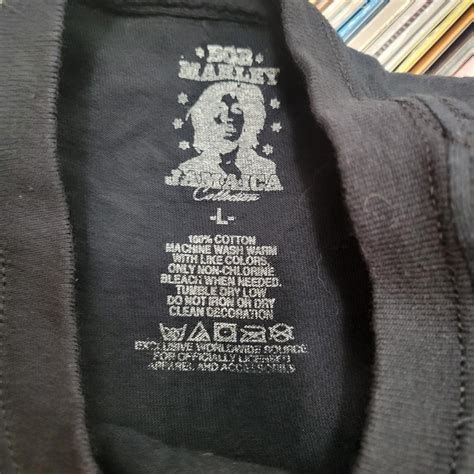 BOB
MARLEY
JAMAICA
Collection
-L-
100% COTTON
MACHINE WASH WARM
WITH LIKE COLORS.
ONLY NON-CHLORINE
BLEACH WHEN NEEDED.
TUMBLE DRY LOW
DO NOT IRON OR DRY
CLEAN DECORATION
EXCLUSIVE WORLDWIDE SOURCE
FOR OFFICIALLY LICENSED
APPAREL AND ACCESSORIES